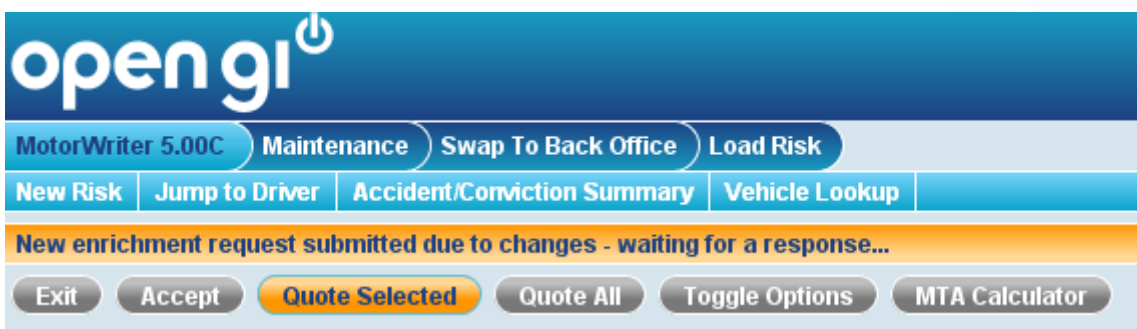 open gi
MotorWriter 5.00C Maintenance Swap To Back Office Load Risk
New Risk Jump to Driver Accident/Conviction Summary Vehicle Lookup
New enrichment request submitted due to changes - waiting for a response...
Exit Accept Quote Selected Quote All Toggle Options MTA Calculator